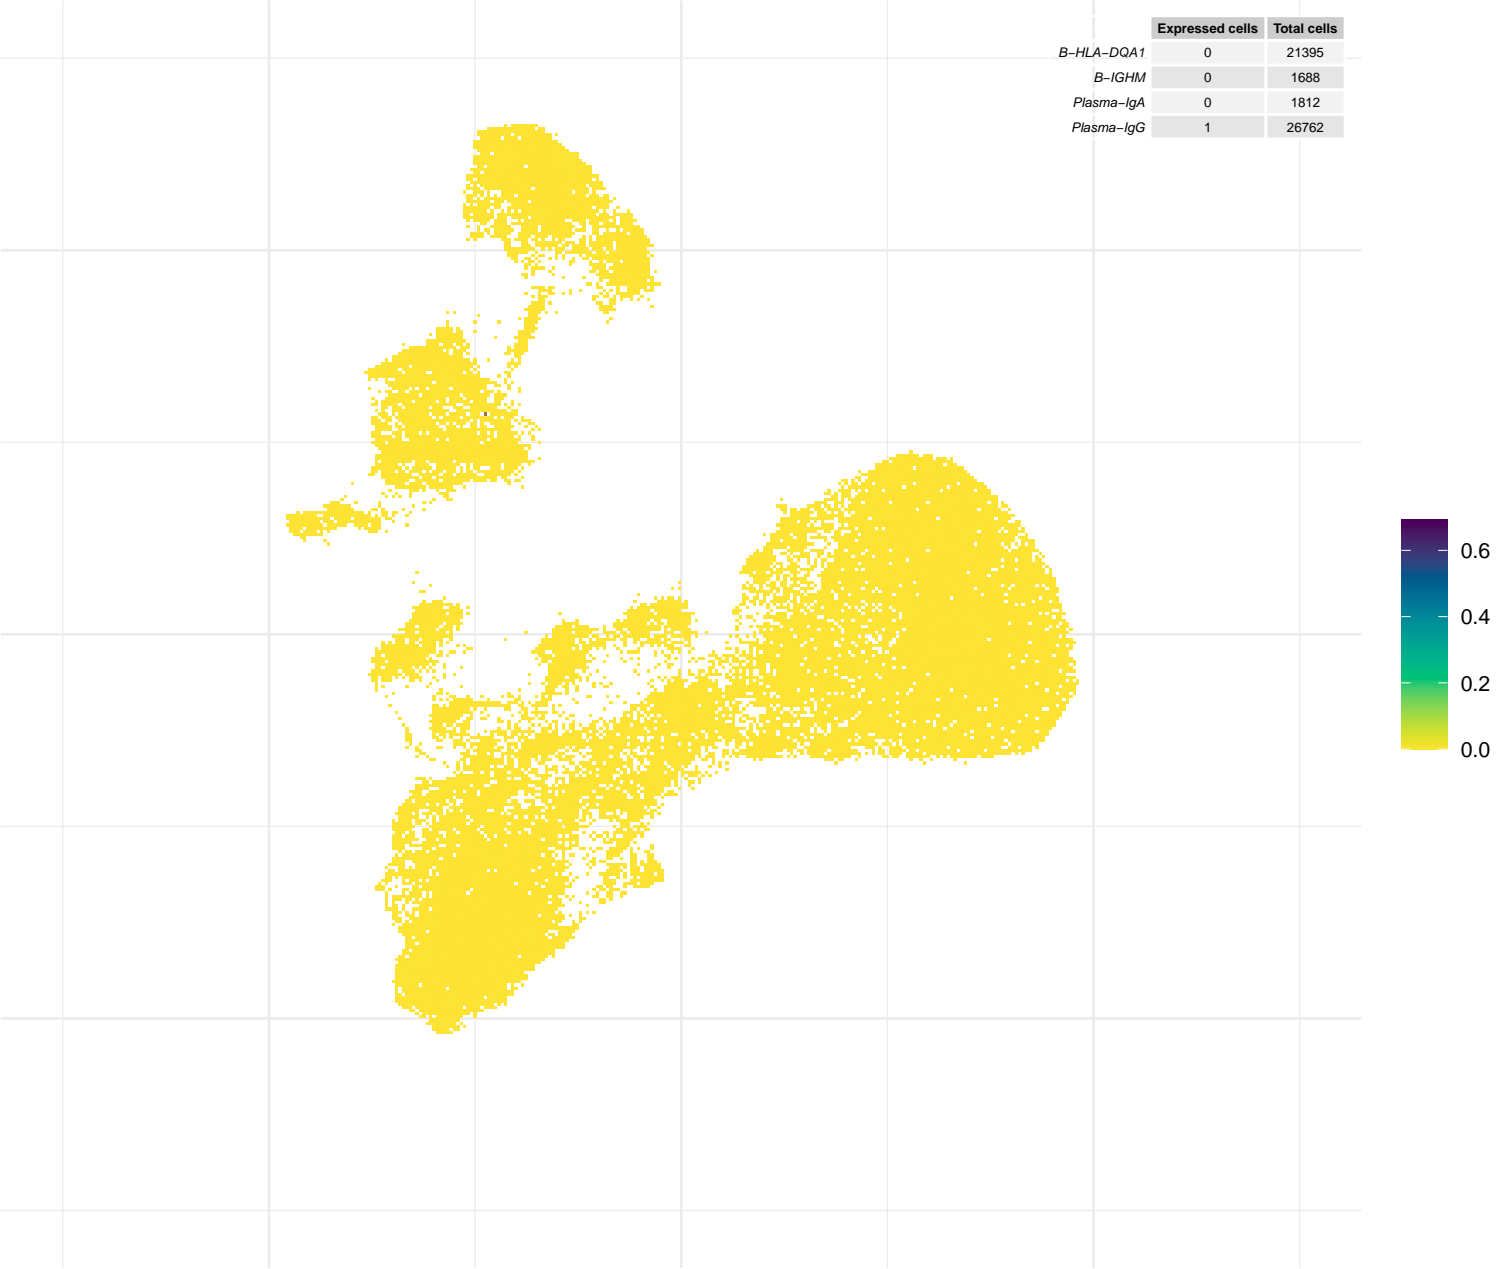 Expressed cells Total cells
B−HLA−DQA1 0 21395
B−IGHM 0 1688
Plasma−IgA 0 1812
Plasma−IgG 1 26762
0.6
0.4
0.2
0.0